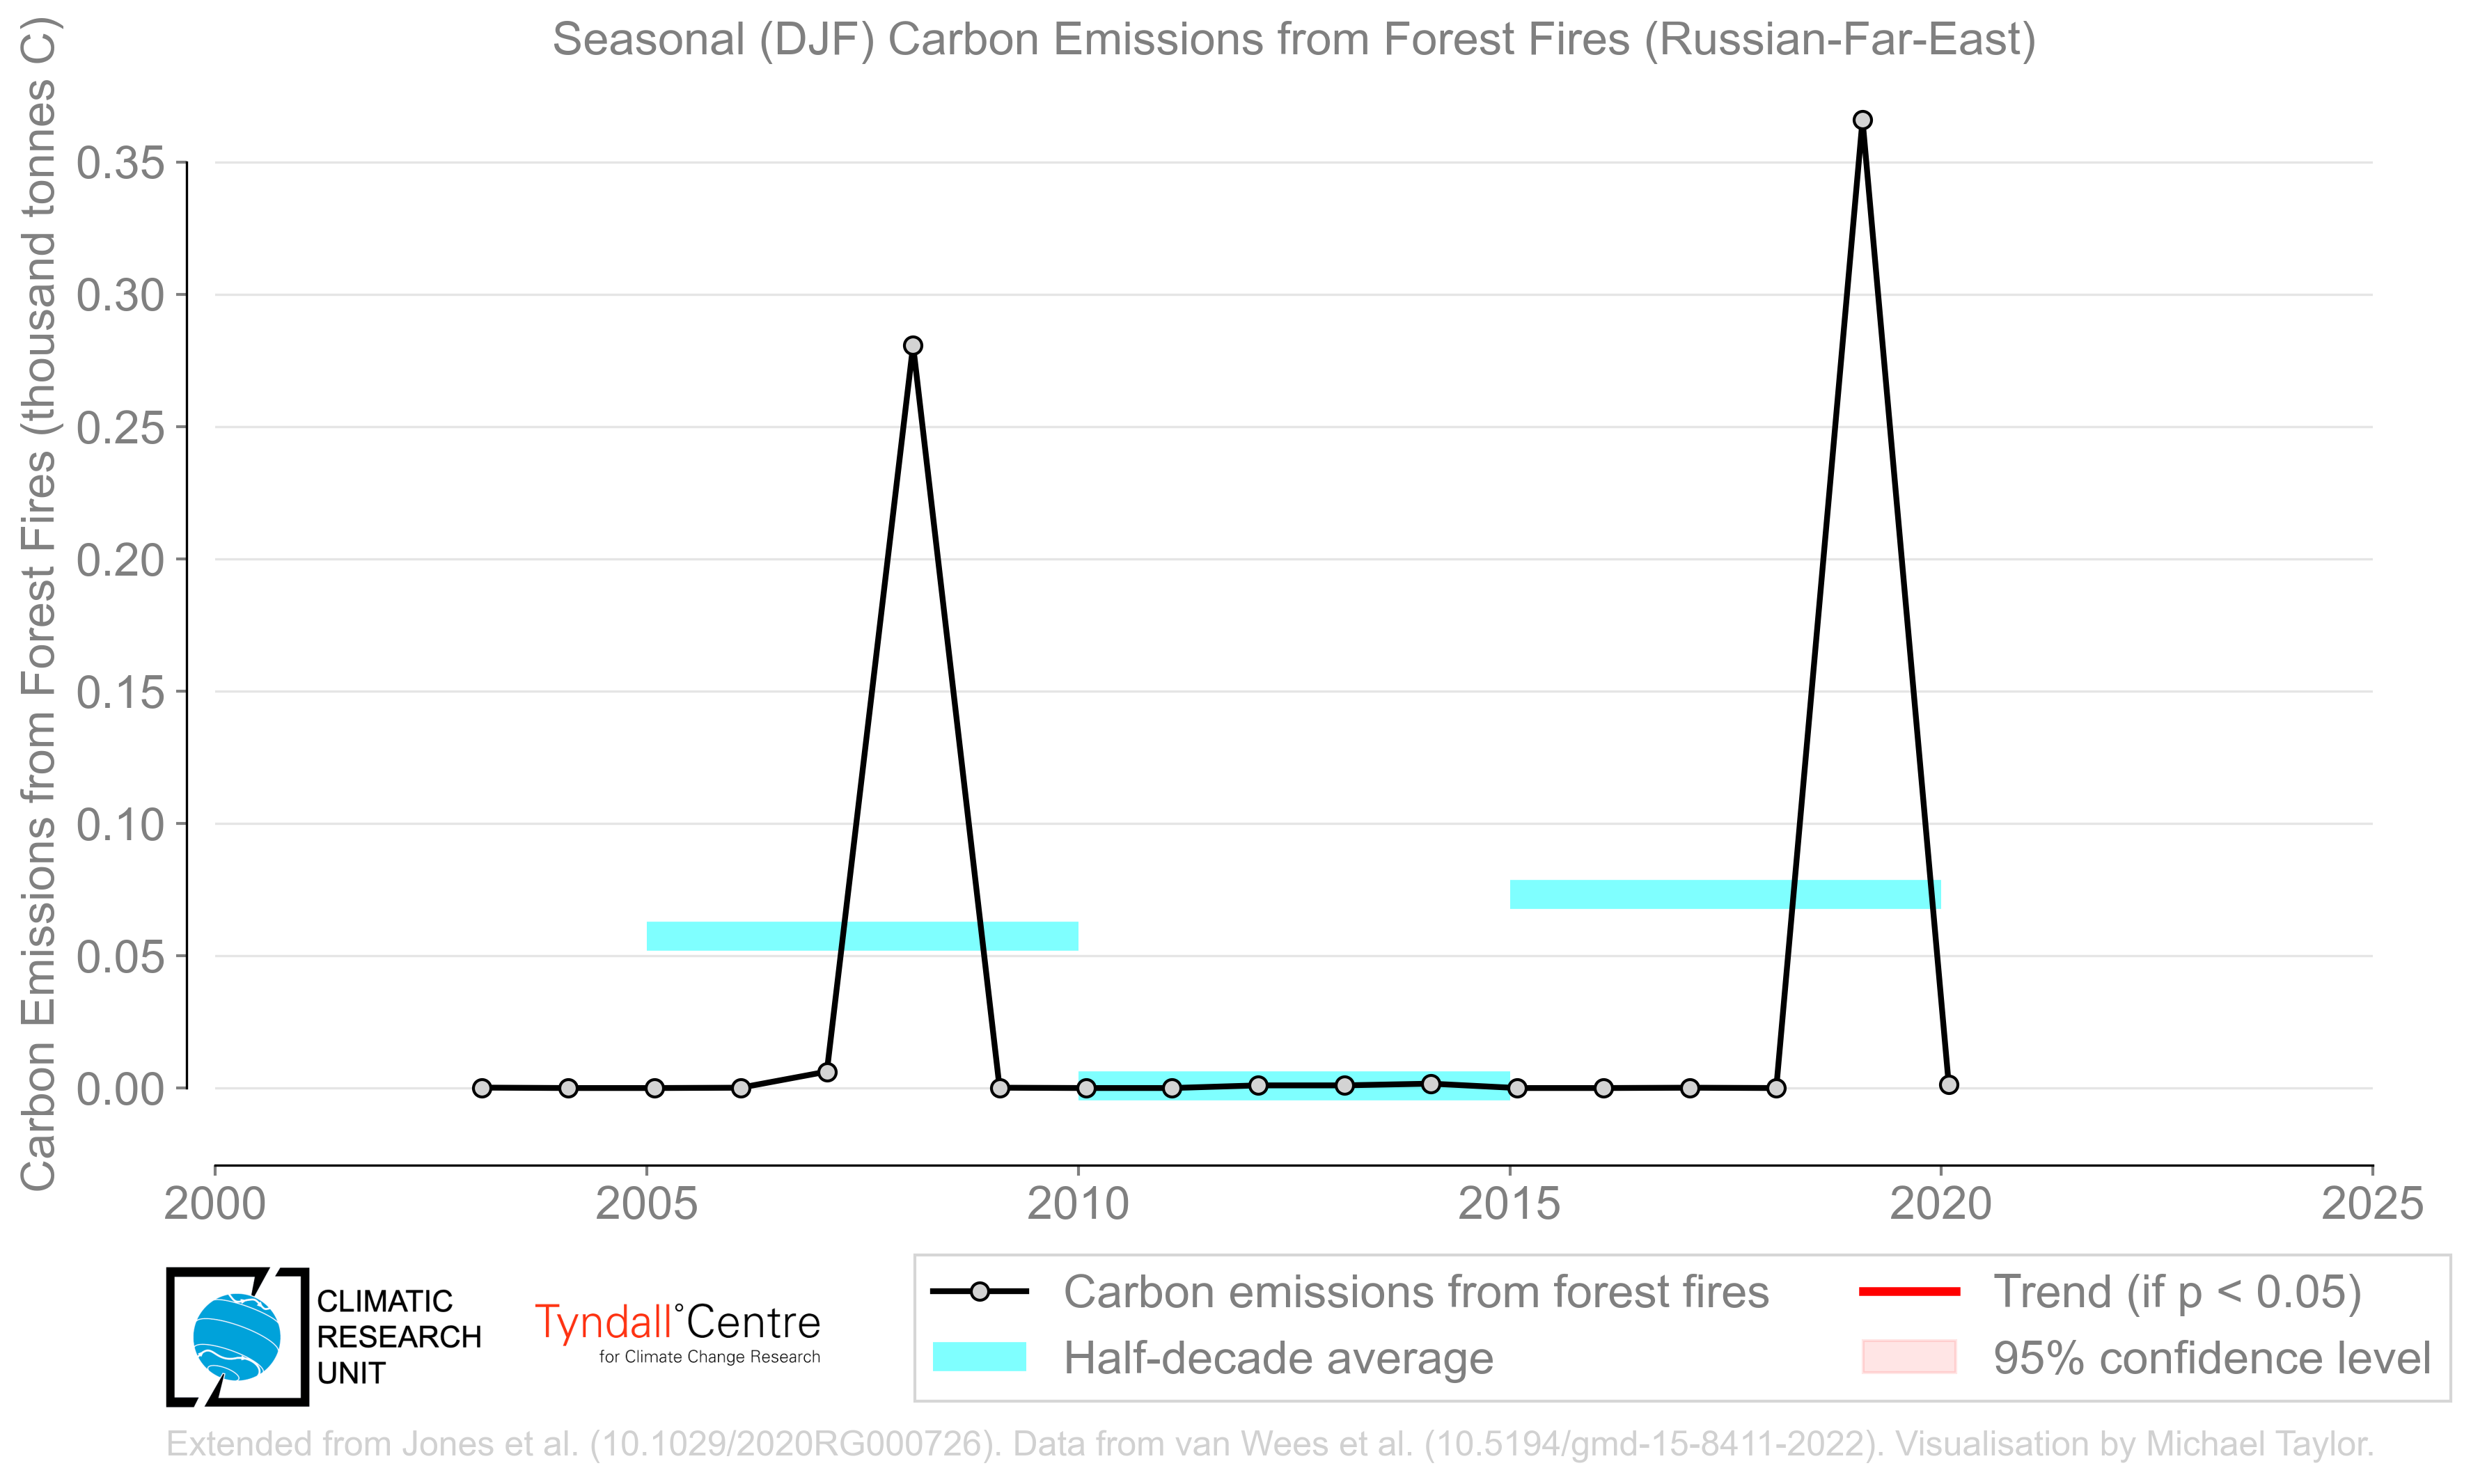 Seasonal (DJF) Carbon Emissions from Forest Fires (Russian-Far-East)
Carbon Emissions from Forest Fires (thousand tonnes C)
0.35
0.30
0.25
0.20
0.15
0.10
0.05
0.00
2000 2005 2010 2015 2020 2025
CLIMATIC
RESEARCH
UNIT
Tyndall°Centre
for Climate Change Research
Carbon emissions from forest fires
Half-decade average
Trend (if p < 0.05)
95% confidence level
Extended from Jones et al. (10.1029/2020RG000726). Data from van Wees et al. (10.5194/gmd-15-8411-2022). Visualisation by Michael Taylor.